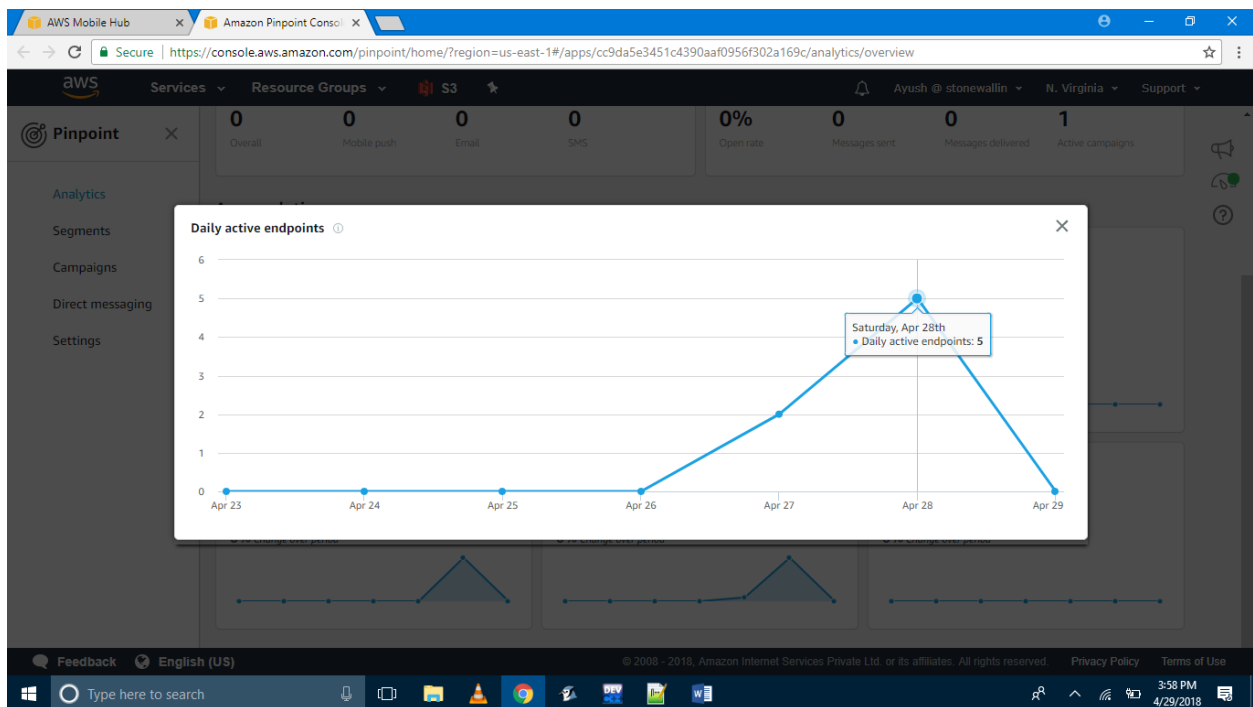 AWS Mobile Hub
Amazon Pinpoint Consol
Secure | https://console.aws.amazon.com/pinpoint/home/?region=us-east-1#/apps/cc9da5e3451c4390aaf0956f302a169c/analytics/overview
aws Services Resource Groups S3 Ayush @ stonewallin N. Virginia Support
Pinpoint
Analytics
Segments
Campaigns
Direct messaging
Settings
0 0 0 0 0% 0 0 1
Overall Mobile push Email SMS Open rate Messages sent Messages delivered Active campaigns
Daily active endpoints
6
5
4
3
2
1
0
Saturday, Apr 28th
Daily active endpoints: 5
Apr 23 Apr 24 Apr 25 Apr 26 Apr 27 Apr 28 Apr 29
Feedback English (US) © 2008 - 2018, Amazon Internet Services Private Ltd. or its affiliates. All rights reserved. Privacy Policy Terms of Use
Type here to search
DEV
3:58 PM
4/29/2018